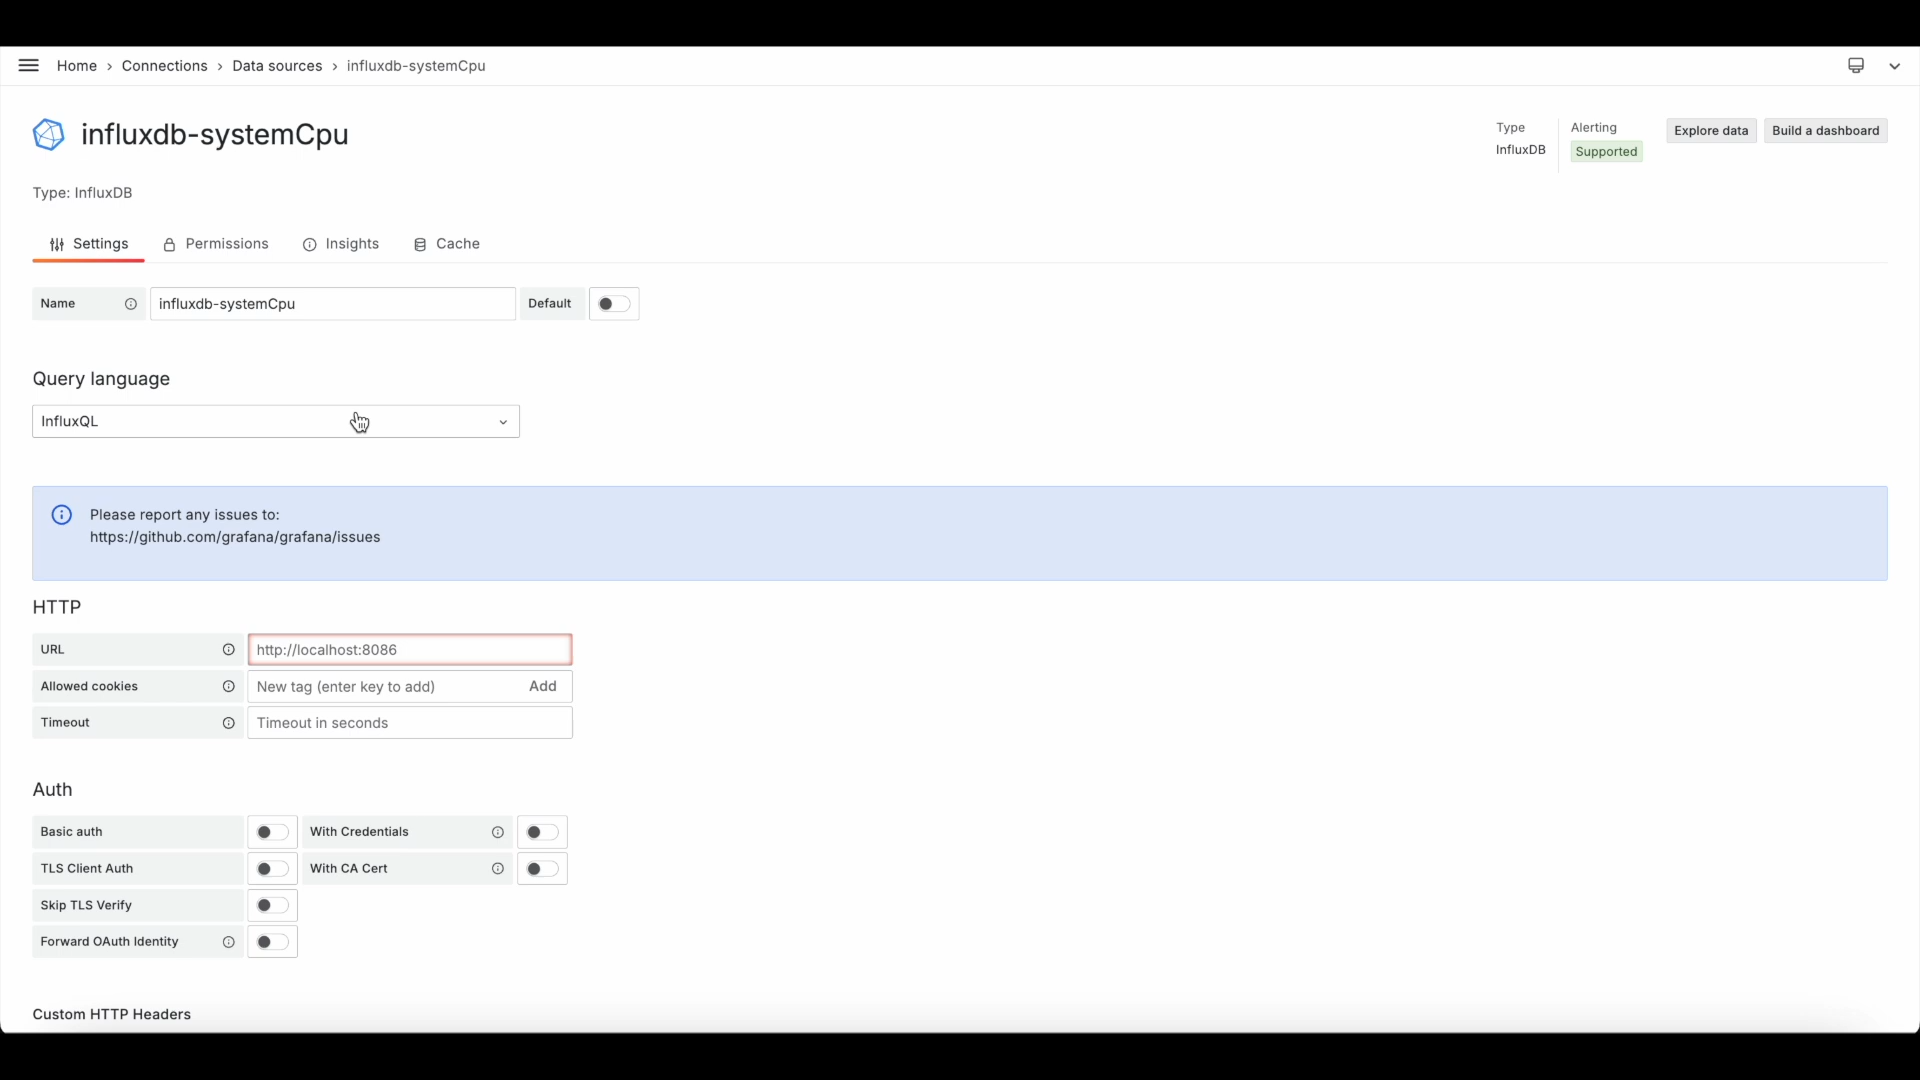 Home › Connections › Data sources › influxdb-systemCpu
influxdb-systemCpu
Type
InfluxDB
Alerting
Supported
Explore data
Build a dashboard
Type: InfluxDB
Settings
Permissions
Insights
Cache
Name
influxdb-systemCpu
Default
Query language
InfluxQL
Please report any issues to:
https://github.com/grafana/grafana/issues
HTTP
URL
http://localhost:8086
Allowed cookies
New tag (enter key to add)
Add
Timeout
Timeout in seconds
Auth
Basic auth
With Credentials
TLS Client Auth
With CA Cert
Skip TLS Verify
Forward OAuth Identity
Custom HTTP Headers